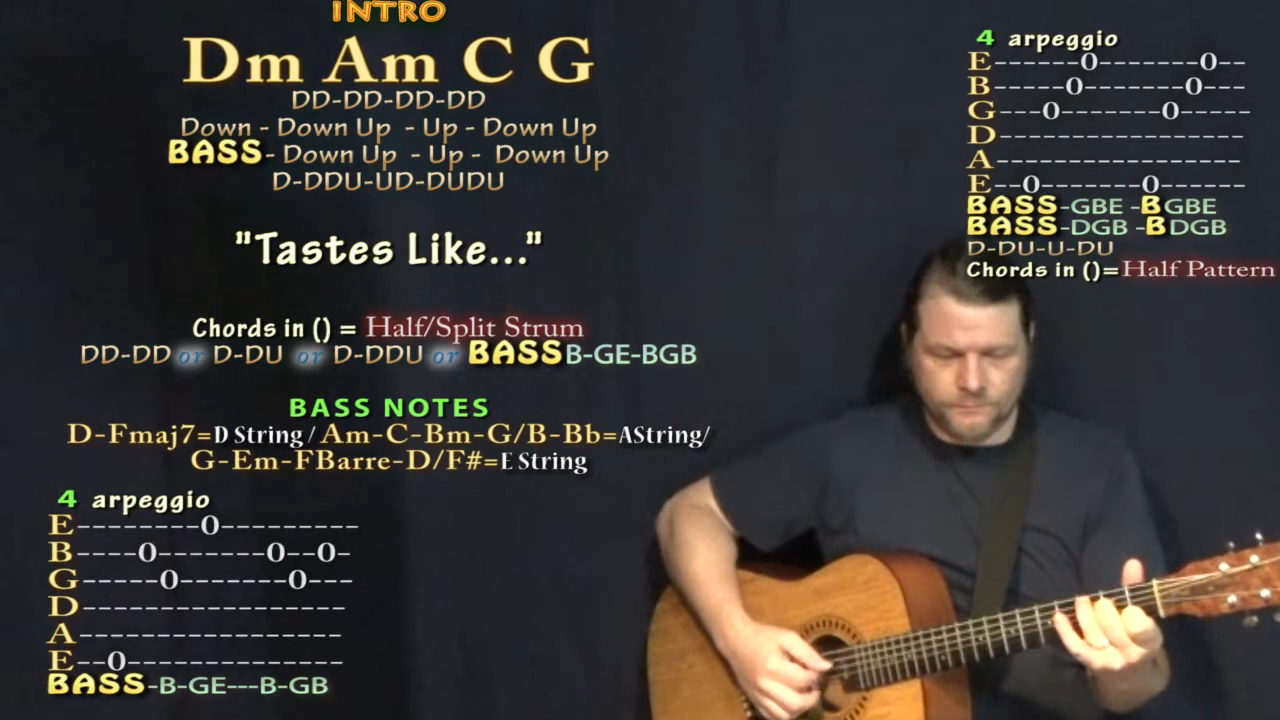 INTRO
Dm Am C G
DD-DD-DD-DD
Down - Down Up - Up - Down Up
BASS- Down Up - Up - Down Up
D-DDU-UD-DUDU
"Tastes Like..."
Chords in () = Half/Split Strum
DD-DD or D-DU or D-DDU or BASSB-GE-BGB
BASS NOTES
D-Fmaj7=D String / Am-C-Bm-G/B-Bb=AString/
G-Em-FBarre-D/F#=E String
4 arpeggio
E--------0----------
B----0-------0--0-
G-----0-------0---
D-----------------
A-----------------
E--0--------------
BASS-B-GE---B-GB
4 arpeggio
E------0-------0--
B-----0-------0---
G---0-------0-----
D-----------------
A-----------------
E--0-------0------
BASS-GBE -BGBE
BASS-DGB -BDGB
D-DU-U-DU
Chords in ()=Half Pattern